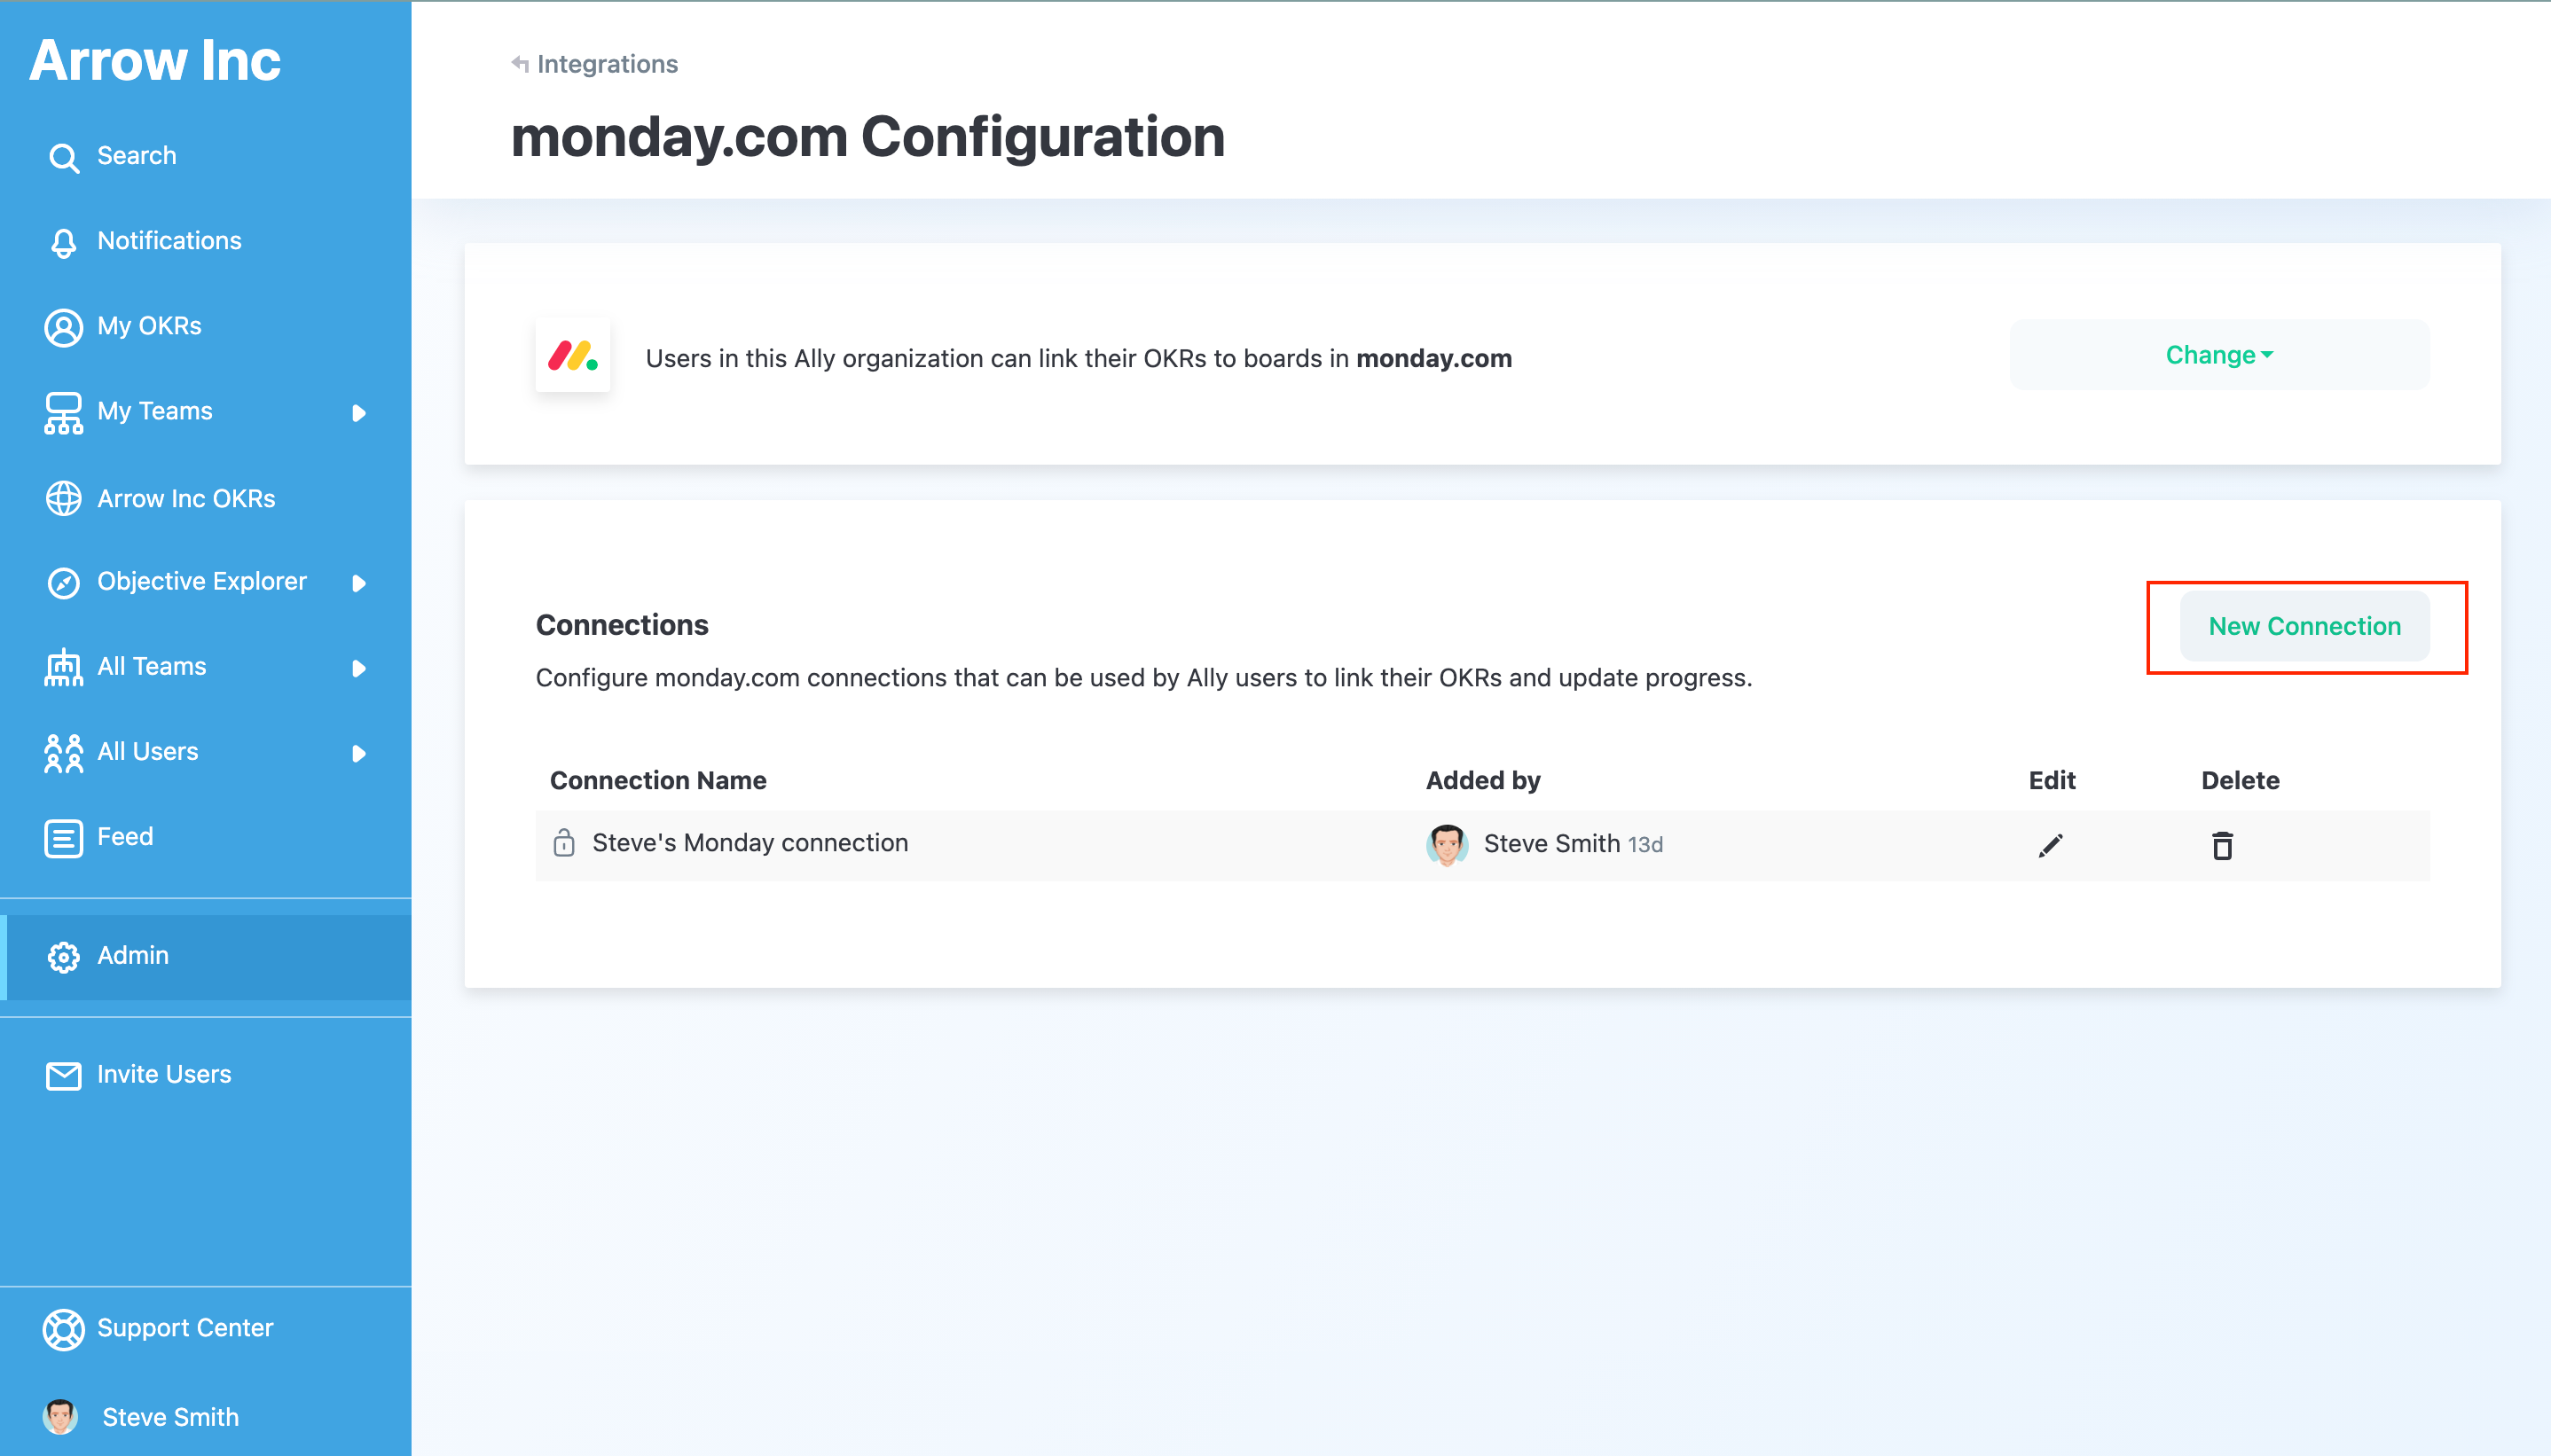 Arrow Inc
Search
Notifications
My OKRs
My Teams
Arrow Inc OKRs
Objective Explorer
All Teams
All Users
Feed
Admin
Invite Users
Support Center
Steve Smith
Integrations
monday.com Configuration
Users in this Ally organization can link their OKRs to boards in monday.com
Change
Connections
New Connection
Configure monday.com connections that can be used by Ally users to link their OKRs and update progress.
Connection Name Added by Edit Delete
Steve's Monday connection Steve Smith 13d